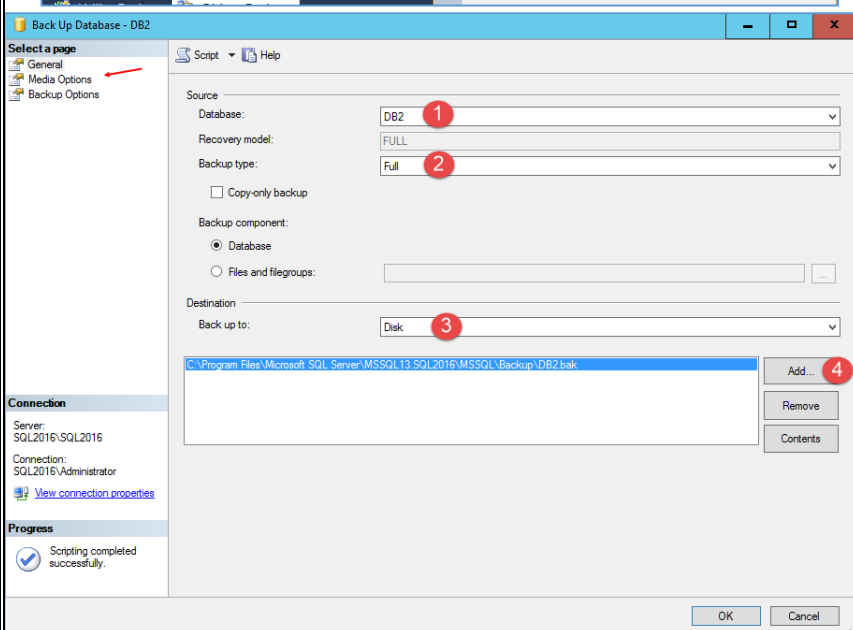 Back Up Database - DB2
Select a page
General
Media Options
Backup Options
Script
Help
Source
Database:
DB2
1
Recovery model:
FULL
Backup type:
Full
2
Copy-only backup
Backup component:
Database
Files and filegroups:
...
Destination
Back up to:
Disk
3
C:\Program Files\Microsoft SQL Server\MSSQL13.SQL2016\MSSQL\Backup\DB2.bak
Add...
4
Remove
Contents
Connection
Server:
SQL2016\SQL2016
Connection:
SQL2016\Administrator
View connection properties
Progress
Scripting completed
successfully.
OK
Cancel